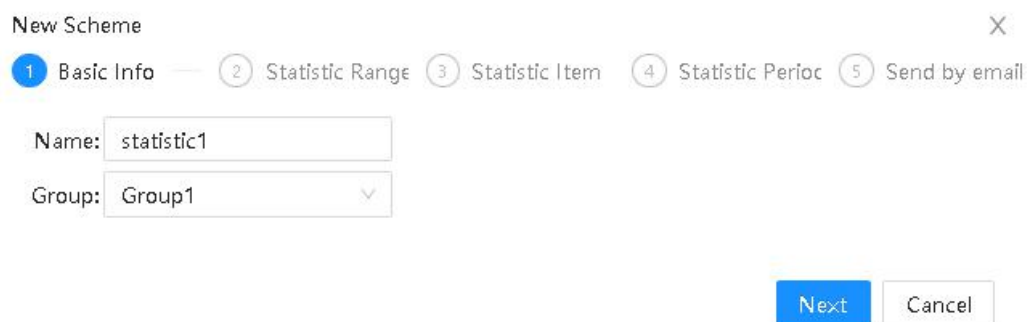 New Scheme X
1 Basic Info 2 Statistic Range 3 Statistic Item 4 Statistic Perioc 5 Send by email
Name: statistic1
Group: Group1
Next Cancel